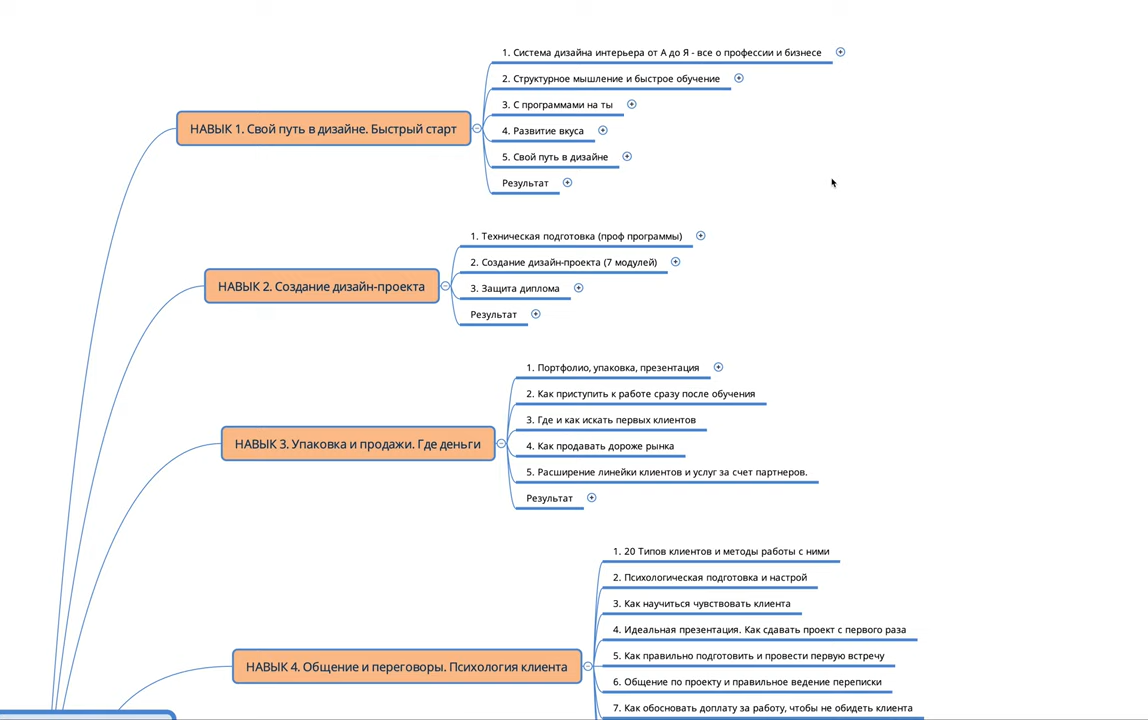 НАВЫК 1. Свой путь в дизайне. Быстрый старт
1. Система дизайна интерьера от А до Я - все о профессии и бизнесе
2. Структурное мышление и быстрое обучение
3. С программами на ты
4. Развитие вкуса
5. Свой путь в дизайне
Результат
НАВЫК 2. Создание дизайн-проекта
1. Техническая подготовка (проф программы)
2. Создание дизайн-проекта (7 модулей)
3. Защита диплома
Результат
НАВЫК 3. Упаковка и продажи. Где деньги
1. Портфолио, упаковка, презентация
2. Как приступить к работе сразу после обучения
3. Где и как искать первых клиентов
4. Как продавать дороже рынка
5. Расширение линейки клиентов и услуг за счет партнеров.
Результат
НАВЫК 4. Общение и переговоры. Психология клиента
1. 20 Типов клиентов и методы работы с ними
2. Психологическая подготовка и настрой
3. Как научиться чувствовать клиента
4. Идеальная презентация. Как сдавать проект с первого раза
5. Как правильно подготовить и провести первую встречу
6. Общение по проекту и правильное ведение переписки
7. Как обосновать доплату за работу, чтобы не обидеть клиента